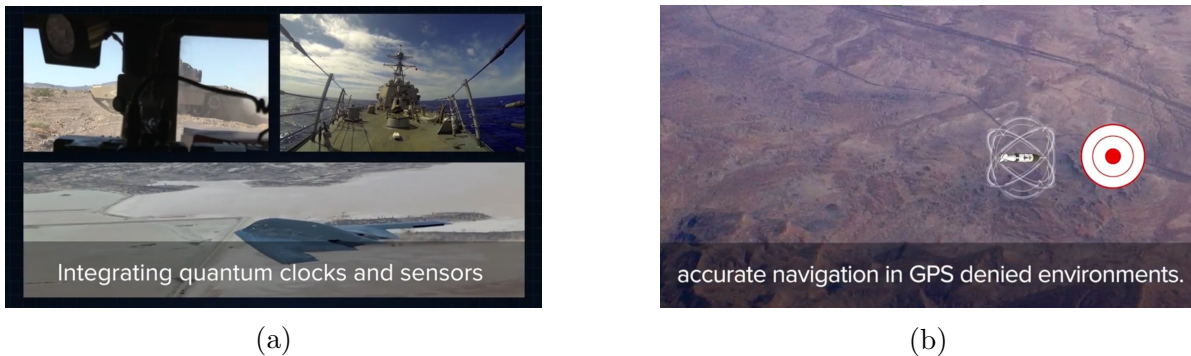 Integrating quantum clocks and sensors
accurate navigation in GPS denied environments.
(a)
(b)